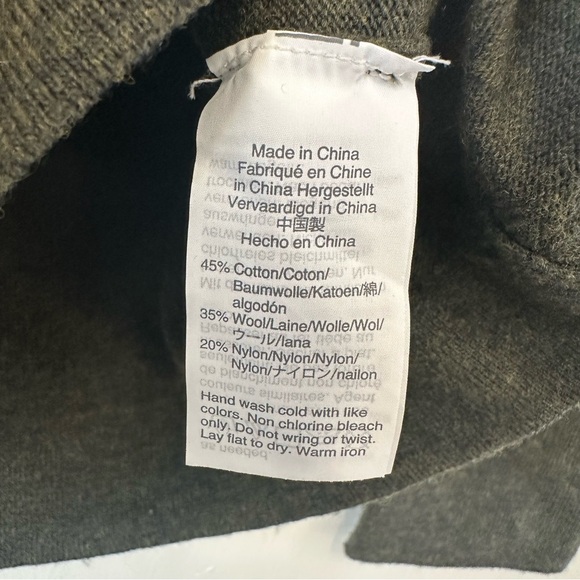 Made in China
Fabriqué en Chine
in China Hergestellt
Vervaardigd in China
中国製
Hecho en China
45% Cotton/Coton/
Baumwolle/Katoen/綿/
algodón
35% Wool/Laine/Wolle/Wol/
ウール/lana
20% Nylon/Nylon/Nylon/
Nylon/ナイロン/nailon
Hand wash cold with like
colors. Non chlorine bleach
only. Do not wring or twist.
Lay flat to dry. Warm iron
as needed